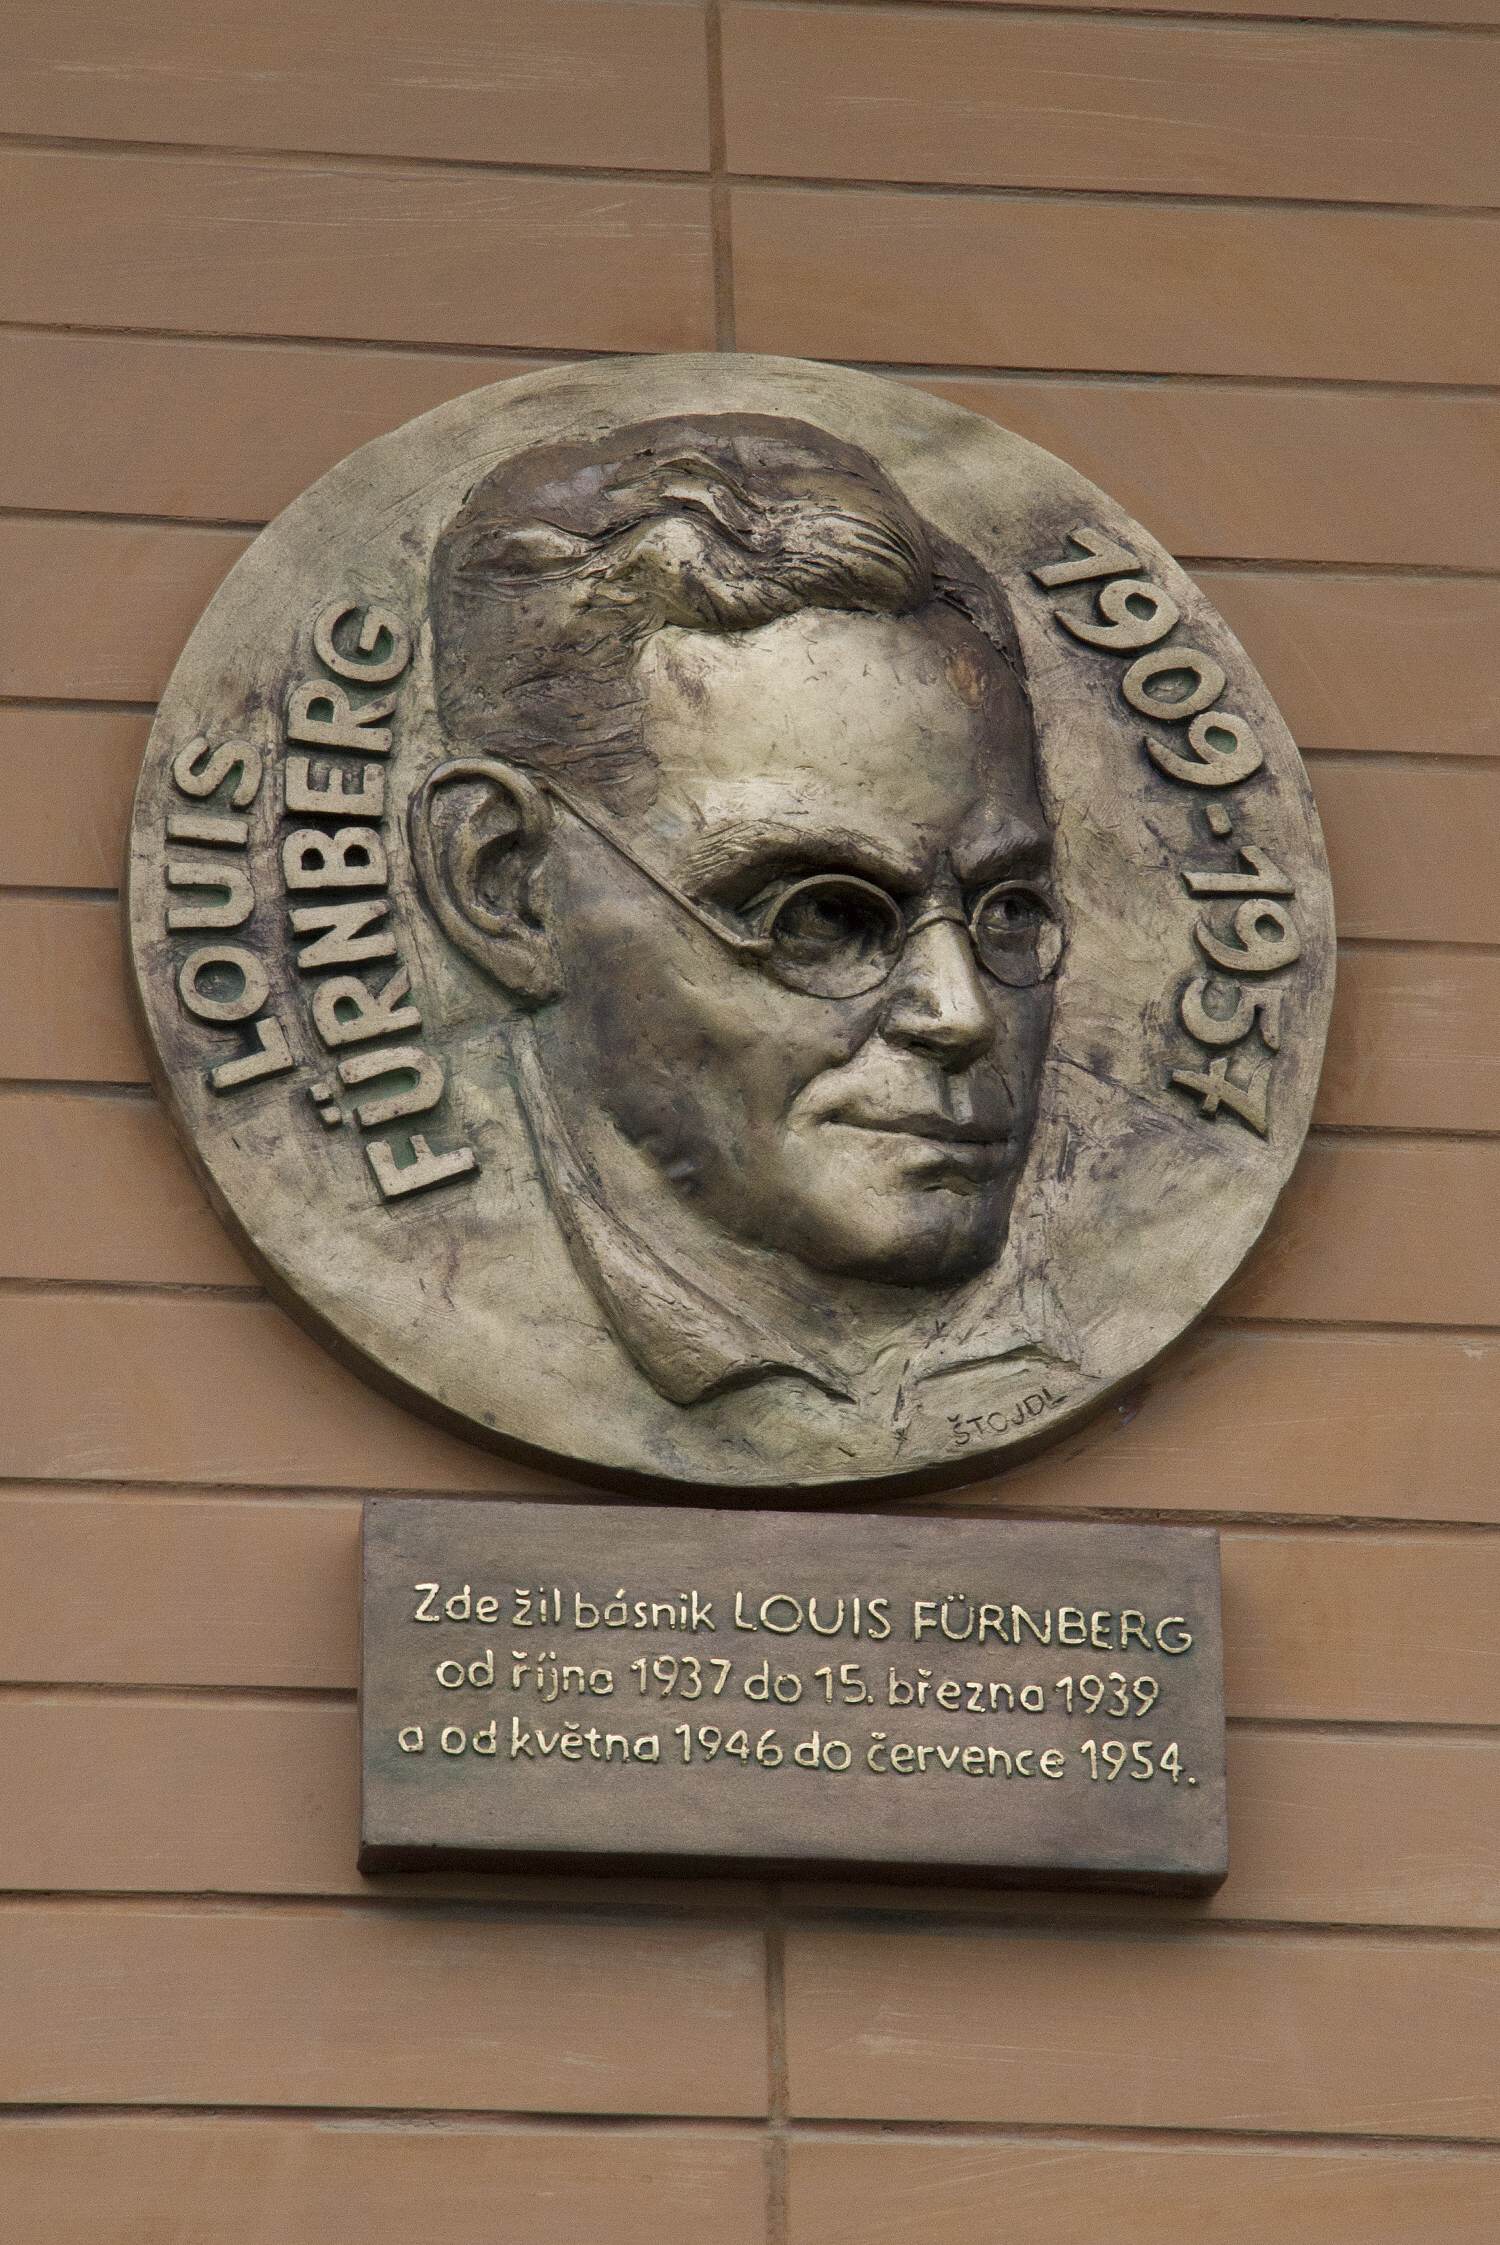 LOUIS
FÜRNBERG
1909-1957
ŠTOJDL
Zde žil básnik LOUIS FÜRNBERG
od října 1937 do 15. března 1939
a od května 1946 do července 1954.